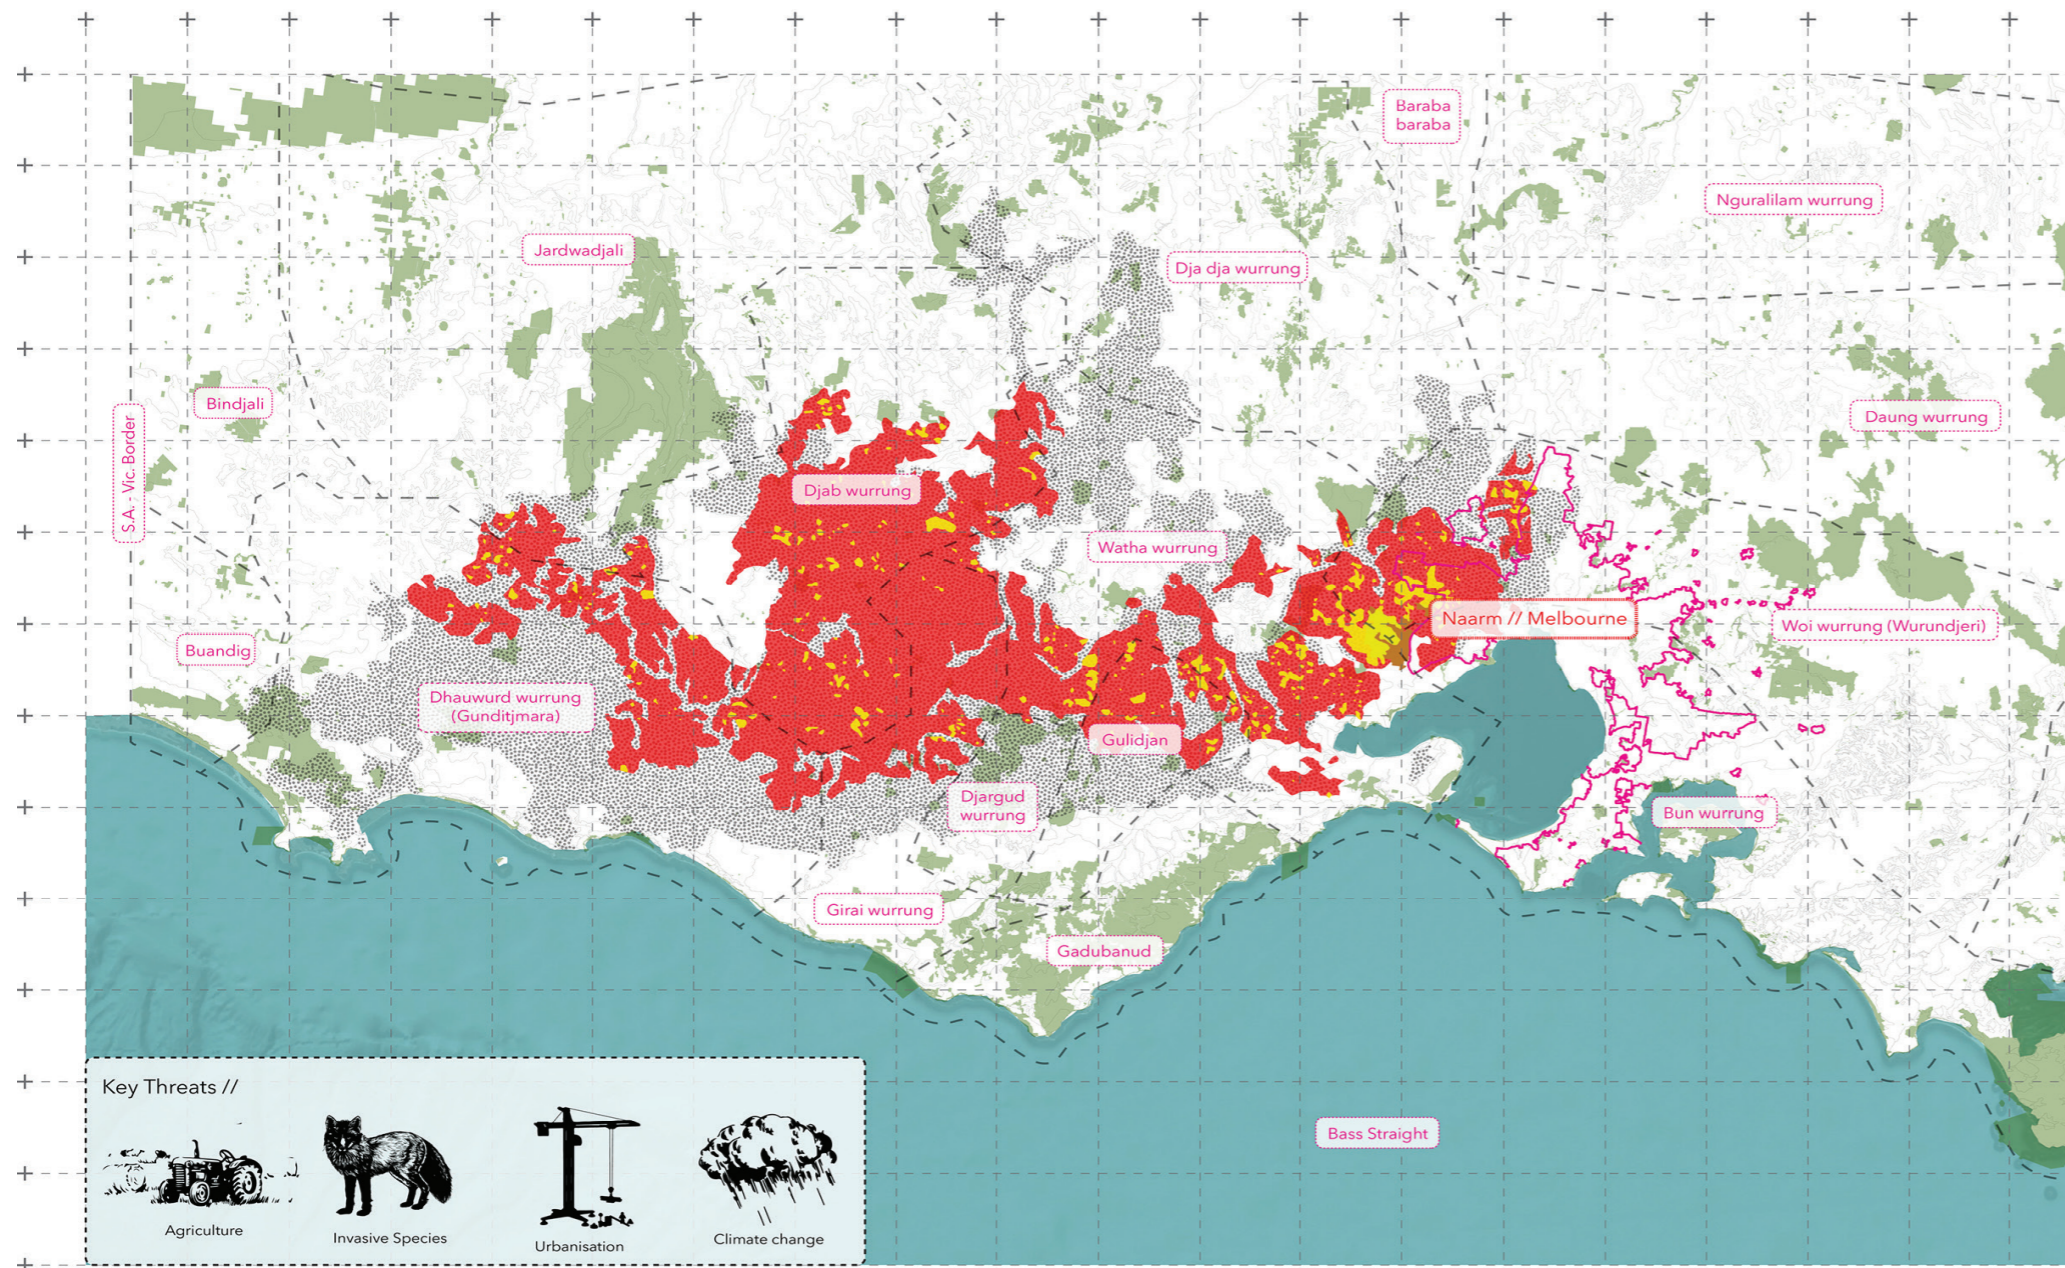 Baraba
baraba
Nguralilam wurrung
Jardwadjali
Dja dja wurrung
Bindjali
Daung wurrung
S.A. - Vic. Border
Djab wurrung
Watha wurrung
Naarm // Melbourne
Woi wurrung (Wurundjeri)
Buandig
Dhauwurd wurrung
(Gunditjmara)
Gulidjan
Djargud
wurrung
Bun wurrung
Girai wurrung
Gadubanud
Key Threats //
Bass Straight
Agriculture
Invasive Species
Urbanisation
Climate change